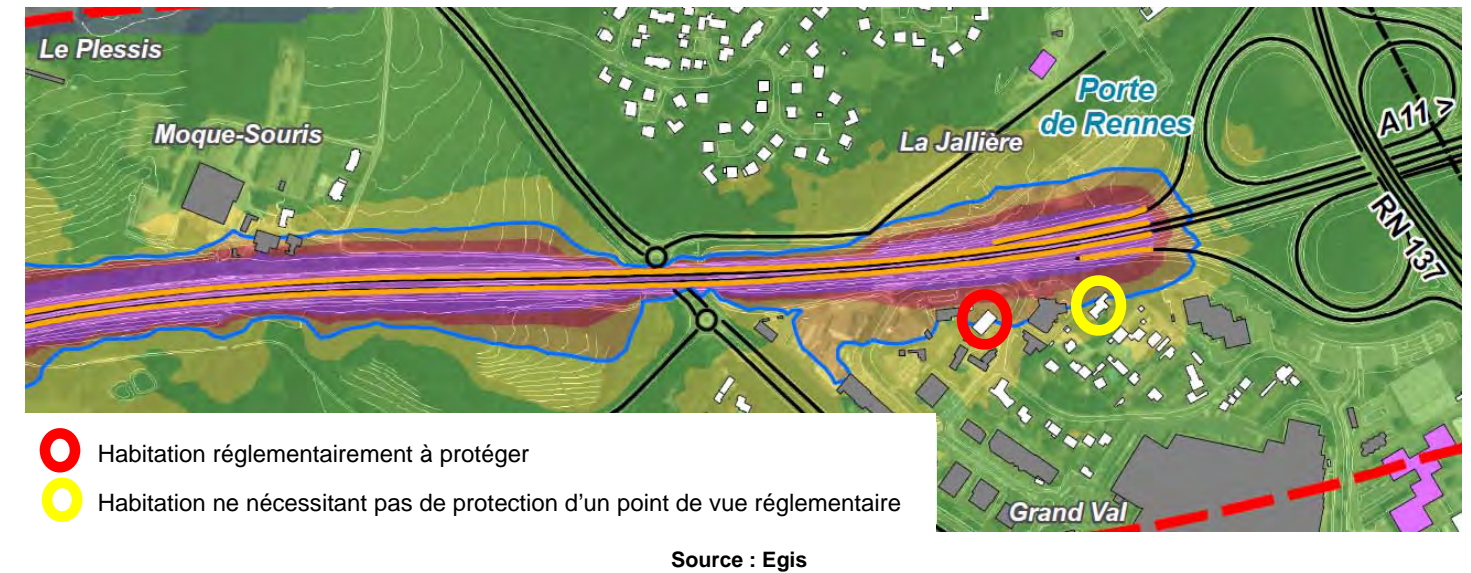 Le Plessis
Moque-Souris
Porte
de Rennes
La Jallière
A11 >
RN 137
Grand Val
Habitation réglementairement à protéger
Habitation ne nécessitant pas de protection d'un point de vue réglementaire
Source : Egis